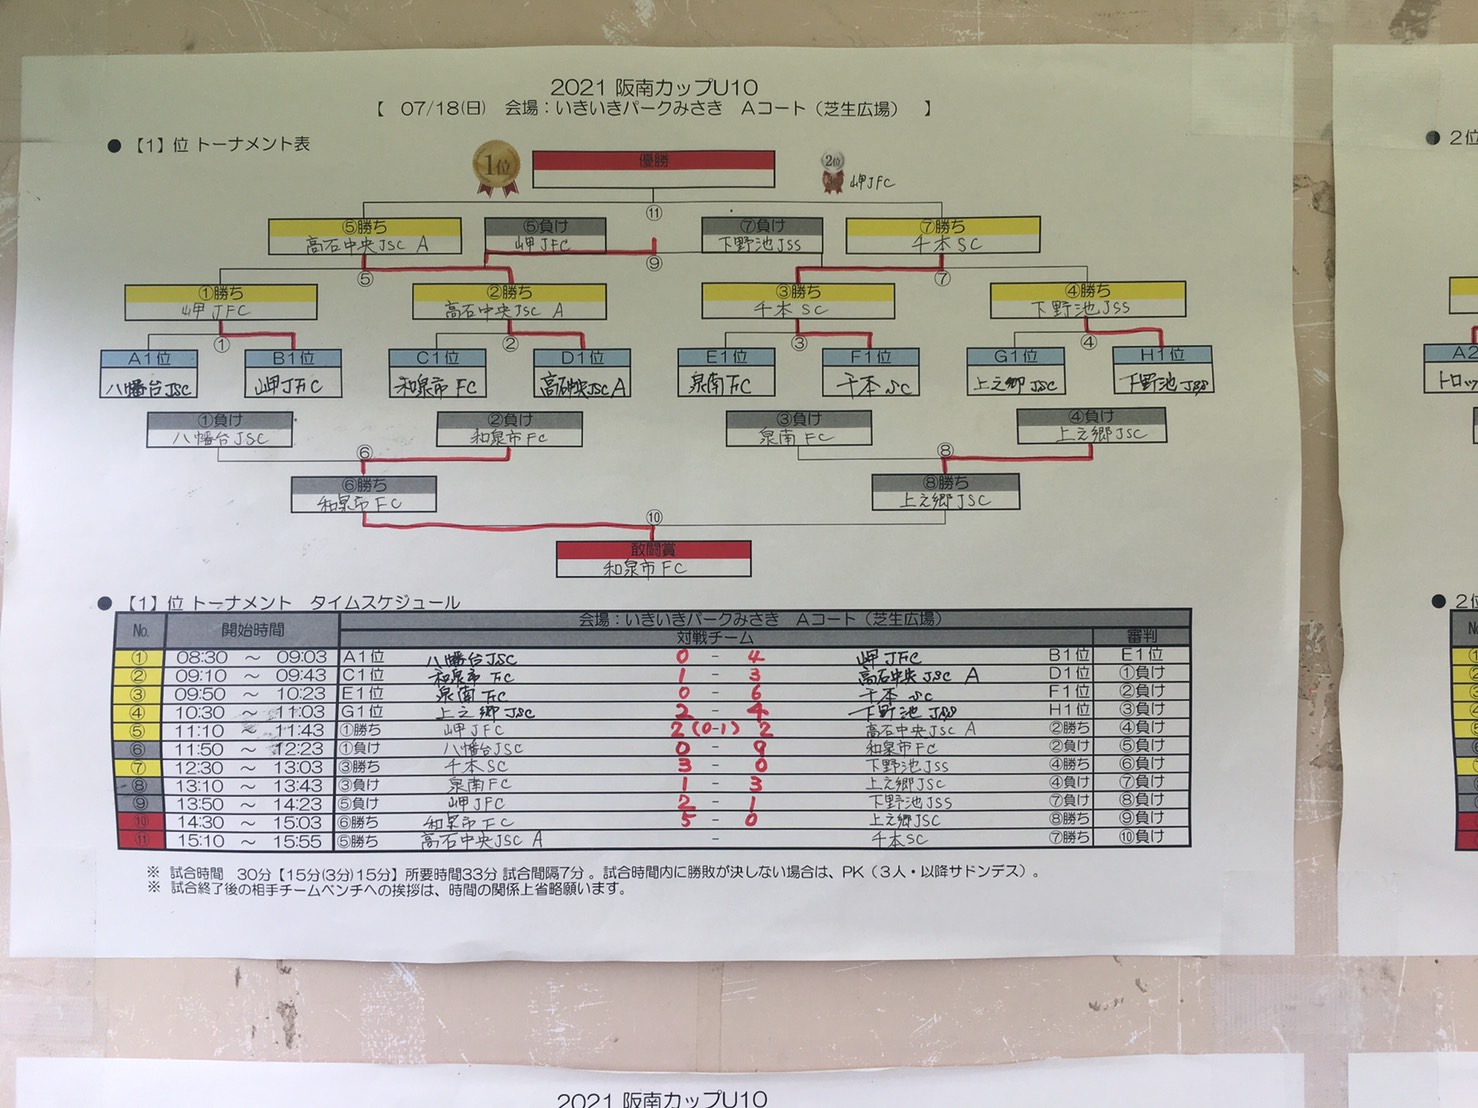 2021 阪南カップU10
【 07/18(日) 会場：いきいきパークみさき Aコート（芝生広場） 】
● 【1】位 トーナメント表
1位 優勝 2位
岬JFC
⑪
⑤勝ち ⑤負け ⑦負け ⑦勝ち
高石中央JSC A 岬JFC 下野池JSS 千本SC
⑤ ⑨ ⑦
①勝ち ②勝ち ③勝ち ④勝ち
岬JFC 高石中央JSC A 千本SC 下野池JSS
① ② ③ ④
A1位 B1位 C1位 D1位 E1位 F1位 G1位 H1位
八幡台JSC 岬JFC 和泉市FC 高石中央JSC A 泉南FC 千本SC 上之郷JSC 下野池JSS
①負け ②負け ③負け ④負け
八幡台JSC 和泉市FC 泉南FC 上之郷JSC
⑥ ⑧
⑥勝ち ⑧勝ち
和泉市FC 上之郷JSC
⑩
敢闘賞
和泉市FC
● 【1】位 トーナメント タイムスケジュール
No. 開始時間 会場：いきいきパークみさき Aコート（芝生広場）
対戦チーム 審判
① 08:30 ～ 09:03 A1位 八幡台JSC 0 - 4 岬JFC B1位 E1位
② 09:10 ～ 09:43 C1位 和泉市FC 1 - 3 高石中央JSC A D1位 ①負け
③ 09:50 ～ 10:23 E1位 泉南FC 0 - 6 千本SC F1位 ②負け
④ 10:30 ～ 11:03 G1位 上之郷JSC 2 - 4 下野池JSS H1位 ③負け
⑤ 11:10 ～ 11:43 ①勝ち 岬JFC 2(0-1)2 高石中央JSC A ②勝ち ④負け
⑥ 11:50 ～ 12:23 ①負け 八幡台JSC 0 - 9 和泉市FC ②負け ⑤負け
⑦ 12:30 ～ 13:03 ③勝ち 千本SC 3 - 0 下野池JSS ④勝ち ⑥負け
⑧ 13:10 ～ 13:43 ③負け 泉南FC 1 - 3 上之郷JSC ④負け ⑦負け
⑨ 13:50 ～ 14:23 ⑤負け 岬JFC 2 - 1 下野池JSS ⑦負け ⑧負け
⑩ 14:30 ～ 15:03 ⑥勝ち 和泉市FC 5 - 0 上之郷JSC ⑧勝ち ⑨負け
⑪ 15:10 ～ 15:55 ⑤勝ち 高石中央JSC A - 千本SC ⑦勝ち ⑩負け
※ 試合時間 30分【15分(3分)15分】所要時間33分 試合間隔7分 。試合時間内に勝敗が決しない場合は、PK（３人・以降サドンデス）。
※ 試合終了後の相手チームベンチへの挨拶は、時間の関係上省略願います。
● 2位
A2
トロッ
● 2位
2021 阪南カップU10